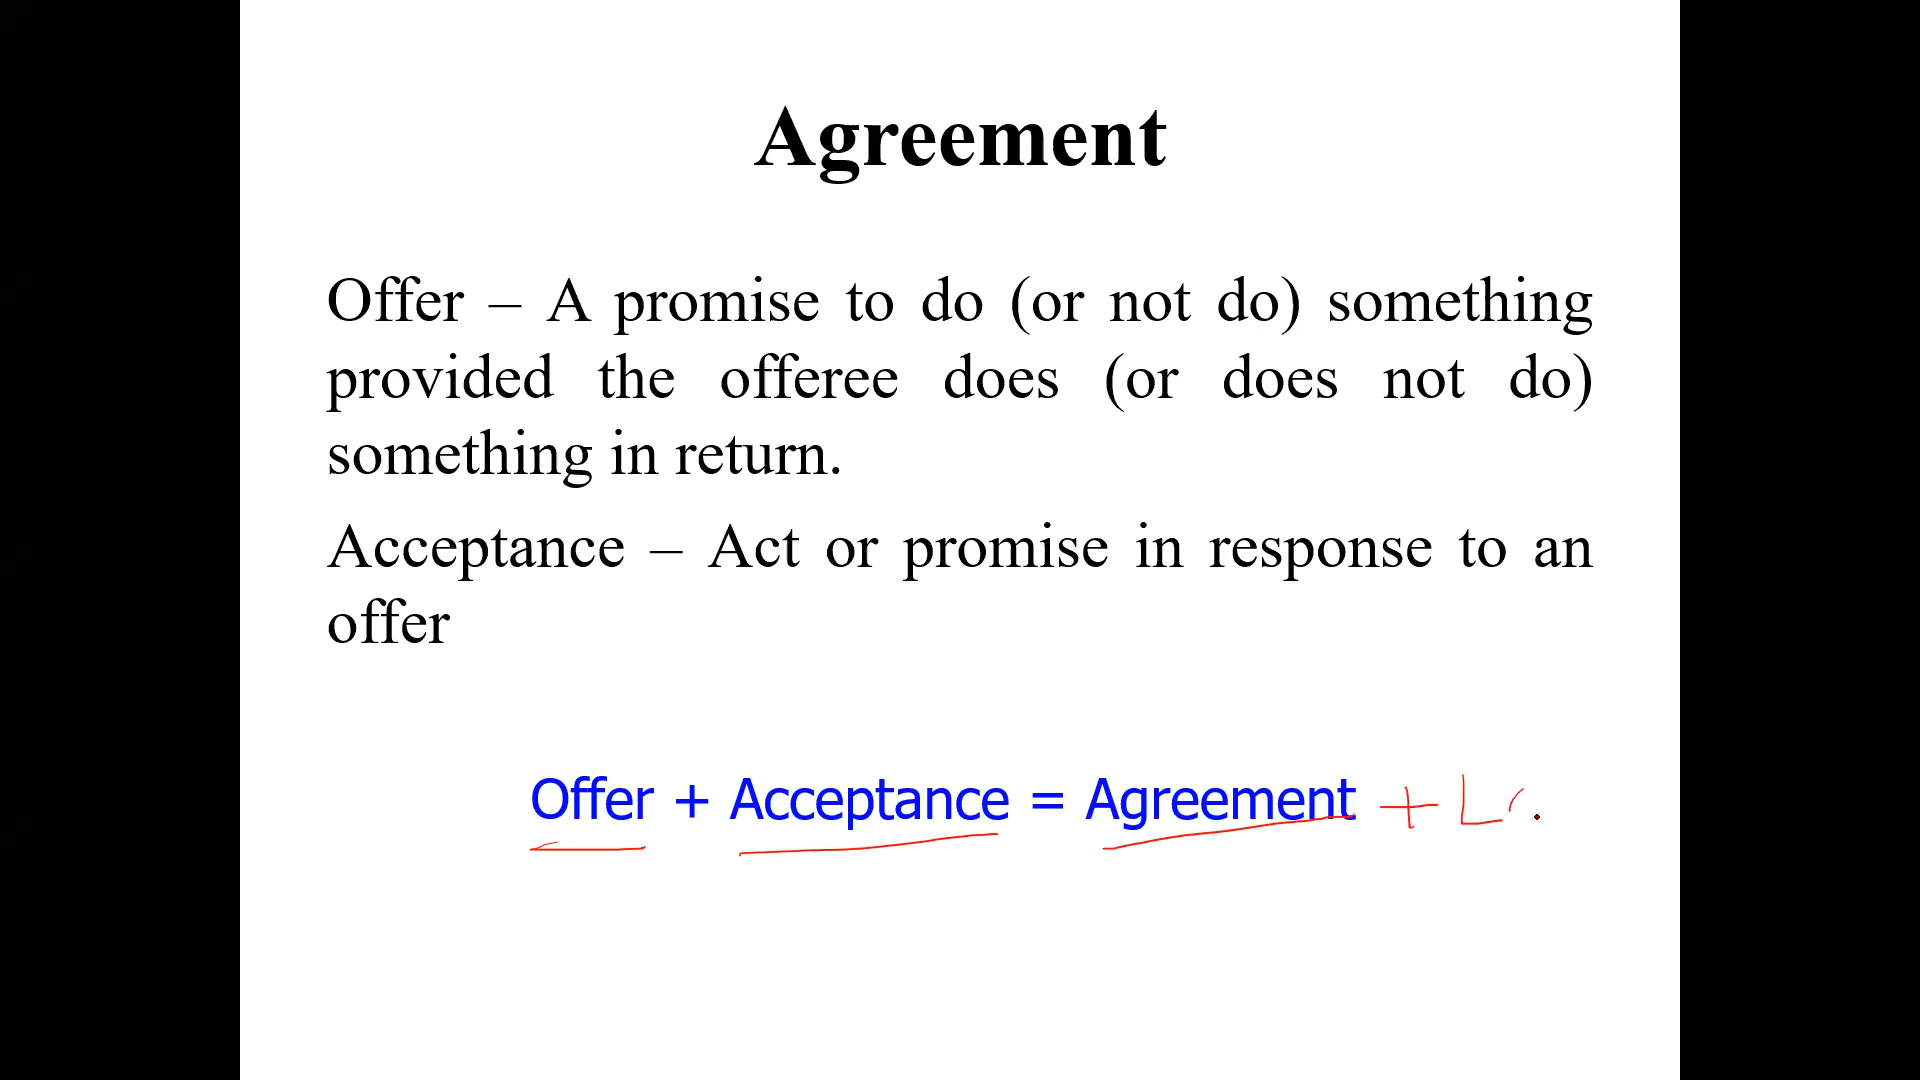 Agreement
Offer – A promise to do (or not do) something
provided the offeree does (or does not do)
something in return.
Acceptance – Act or promise in response to an
offer
Offer + Acceptance = Agreement + L